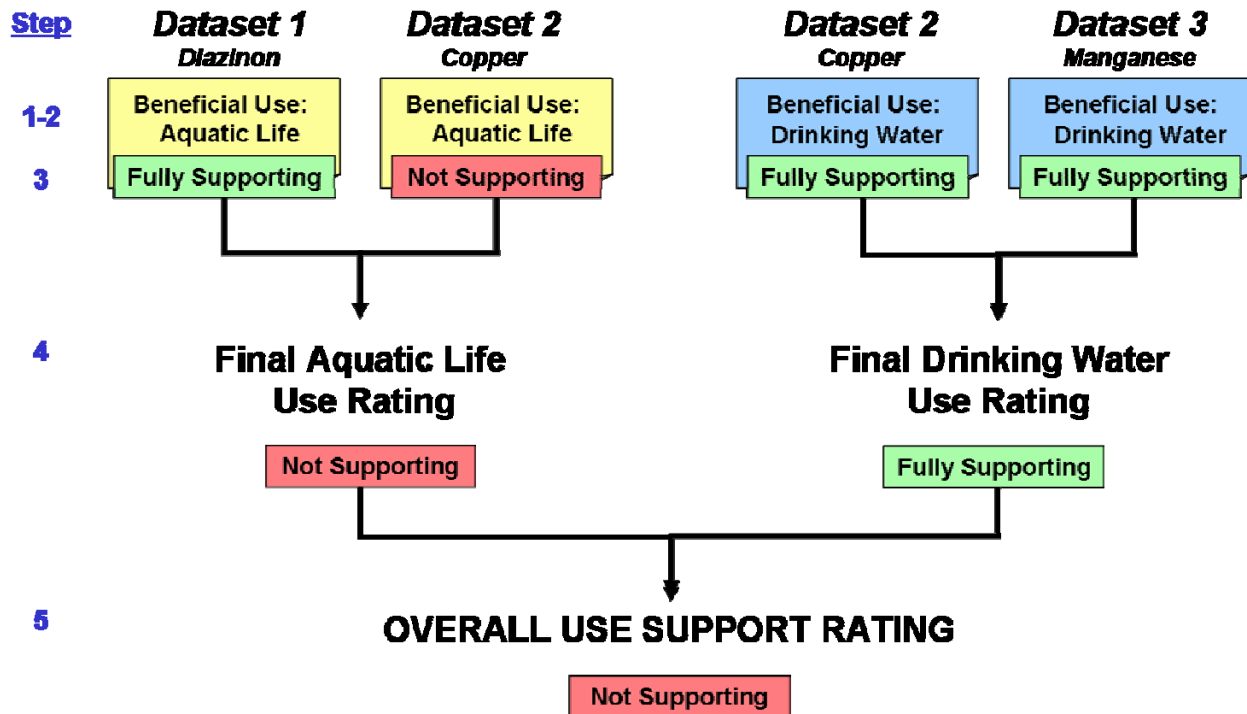 Step
Dataset 1
Diazinon
Dataset 2
Copper
Dataset 2
Copper
Dataset 3
Manganese
1-2
Beneficial Use:
Aquatic Life
Beneficial Use:
Aquatic Life
Beneficial Use:
Drinking Water
Beneficial Use:
Drinking Water
3
Fully Supporting
Not Supporting
Fully Supporting
Fully Supporting
4
Final Aquatic Life
Use Rating
Final Drinking Water
Use Rating
Not Supporting
Fully Supporting
5
OVERALL USE SUPPORT RATING
Not Supporting